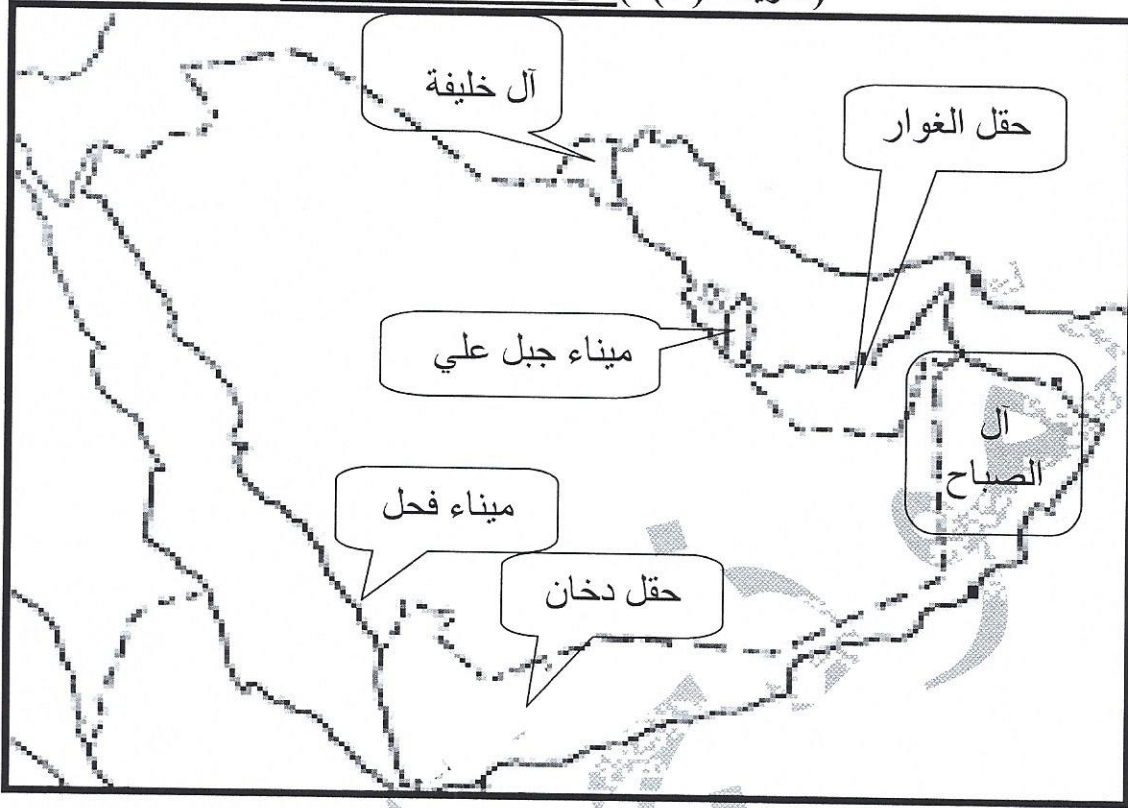 آل خليفة
حقل الغوار
ميناء جبل علي
آل
الصباح
ميناء فحل
حقل دخان